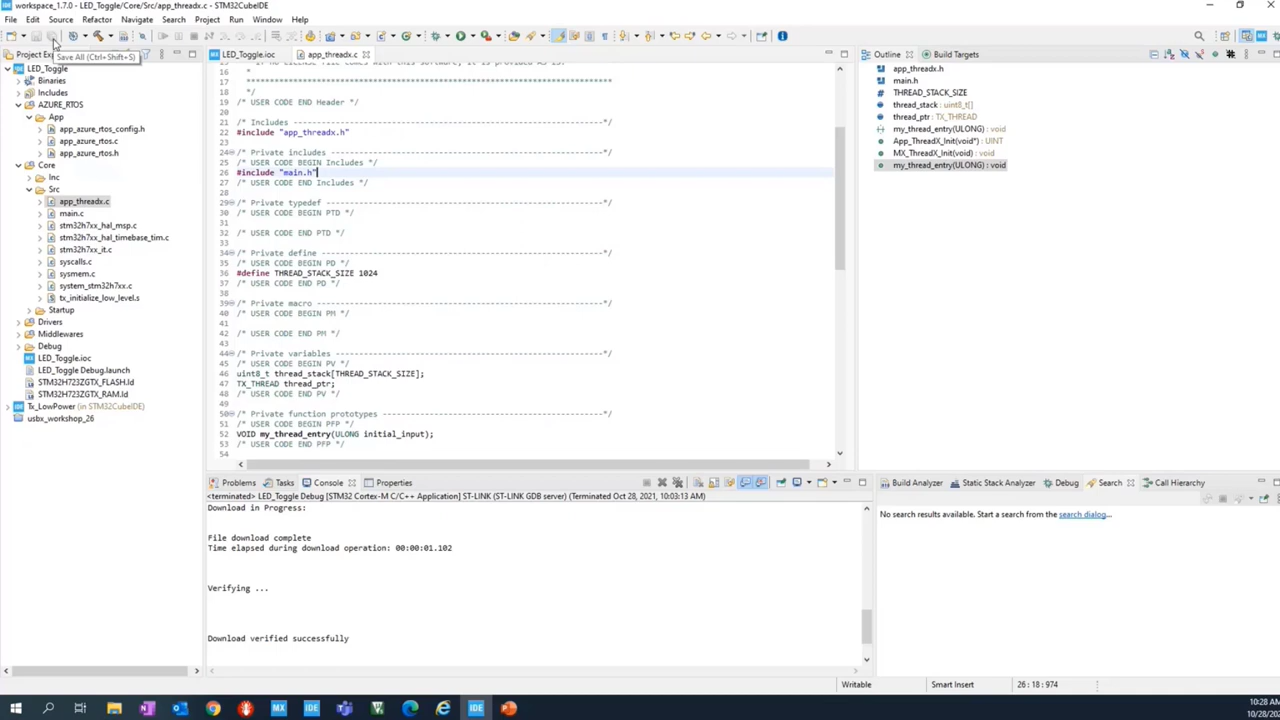 workspace_1.7.0 - LED_Toggle/Core/Src/app_threadx.c - STM32CubeIDE
File Edit Source Refactor Navigate Search Project Run Window Help
Save All (Ctrl+Shift+S)
Project
LED_Toggle
Binaries
Includes
AZURE_RTOS
App
app_azure_rtos_config.h
app_azure_rtos.c
app_azure_rtos.h
Core
Inc
Src
app_threadx.c
main.c
stm32h7xx_hal_msp.c
stm32h7xx_hal_timebase_tim.c
stm32h7xx_it.c
syscalls.c
sysmem.c
system_stm32h7xx.c
tx_initialize_low_level.s
Startup
Drivers
Middlewares
Debug
LED_Toggle.ioc
LED_Toggle Debug.launch
STM32H723ZGTX_FLASH.ld
STM32H723ZGTX_RAM.ld
Tx_LowPower (in STM32CubeIDE)
usbx_workshop_26
LED_Toggle.ioc app_threadx.c
16 *
17 ******************************************************************************
18 */
19 /* USER CODE END Header */
20
21 /* Includes ------------------------------------------------------------------*/
22 #include "app_threadx.h"
23
24 /* Private includes ----------------------------------------------------------*/
25 /* USER CODE BEGIN Includes */
26 #include "main.h"
27 /* USER CODE END Includes */
28
29 /* Private typedef -----------------------------------------------------------*/
30 /* USER CODE BEGIN PTD */
31
32 /* USER CODE END PTD */
33
34 /* Private define ------------------------------------------------------------*/
35 /* USER CODE BEGIN PD */
36 #define THREAD_STACK_SIZE 1024
37 /* USER CODE END PD */
38
39 /* Private macro -------------------------------------------------------------*/
40 /* USER CODE BEGIN PM */
41
42 /* USER CODE END PM */
43
44 /* Private variables ---------------------------------------------------------*/
45 /* USER CODE BEGIN PV */
46 uint8_t thread_stack[THREAD_STACK_SIZE];
47 TX_THREAD thread_ptr;
48 /* USER CODE END PV */
49
50 /* Private function prototypes -----------------------------------------------*/
51 /* USER CODE BEGIN PFP */
52 VOID my_thread_entry(ULONG initial_input);
53 /* USER CODE END PFP */
54
Outline Build Targets
app_threadx.h
main.h
THREAD_STACK_SIZE
thread_stack : uint8_t[]
thread_ptr : TX_THREAD
my_thread_entry(ULONG) : void
App_ThreadX_Init(void*) : UINT
MX_ThreadX_Init(void) : void
my_thread_entry(ULONG) : void
Problems Tasks Console Properties
<terminated> LED_Toggle Debug [STM32 Cortex-M C/C++ Application] ST-LINK (ST-LINK GDB server) (Terminated Oct 28, 2021, 10:03:13 AM)
Download in Progress:
File download complete
Time elapsed during download operation: 00:00:01.102
Verifying ...
Download verified successfully
Build Analyzer Static Stack Analyzer Debug Search Call Hierarchy
No search results available. Start a search from the search dialog...
Writable Smart Insert 26 : 18 : 974
MX IDE IDE
10:28 AM
10/28/202